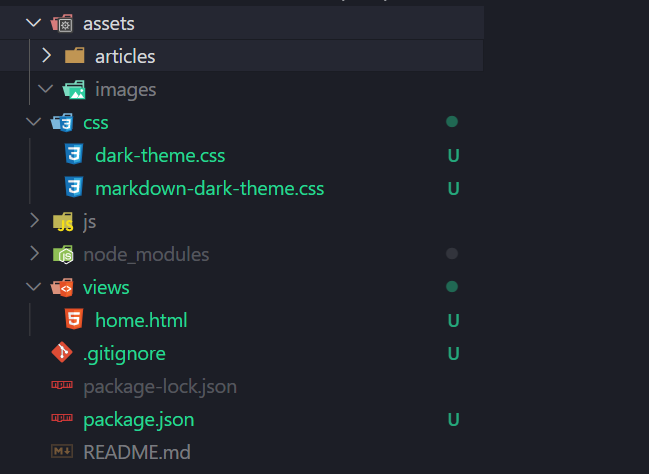 assets
articles
images
css
dark-theme.css U
markdown-dark-theme.css U
js
node_modules
views
home.html U
.gitignore U
package-lock.json
package.json U
README.md